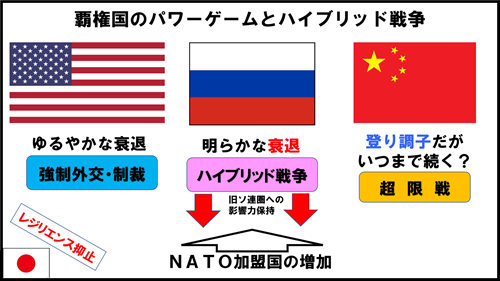 覇権国のパワーゲームとハイブリッド戦争
ゆるやかな衰退
強制外交・制裁
明らかな衰退
ハイブリッド戦争
旧ソ連圏への
影響力保持
登り調子だが
いつまで続く？
超限戦
レジリエンス抑止
ＮＡＴＯ加盟国の増加